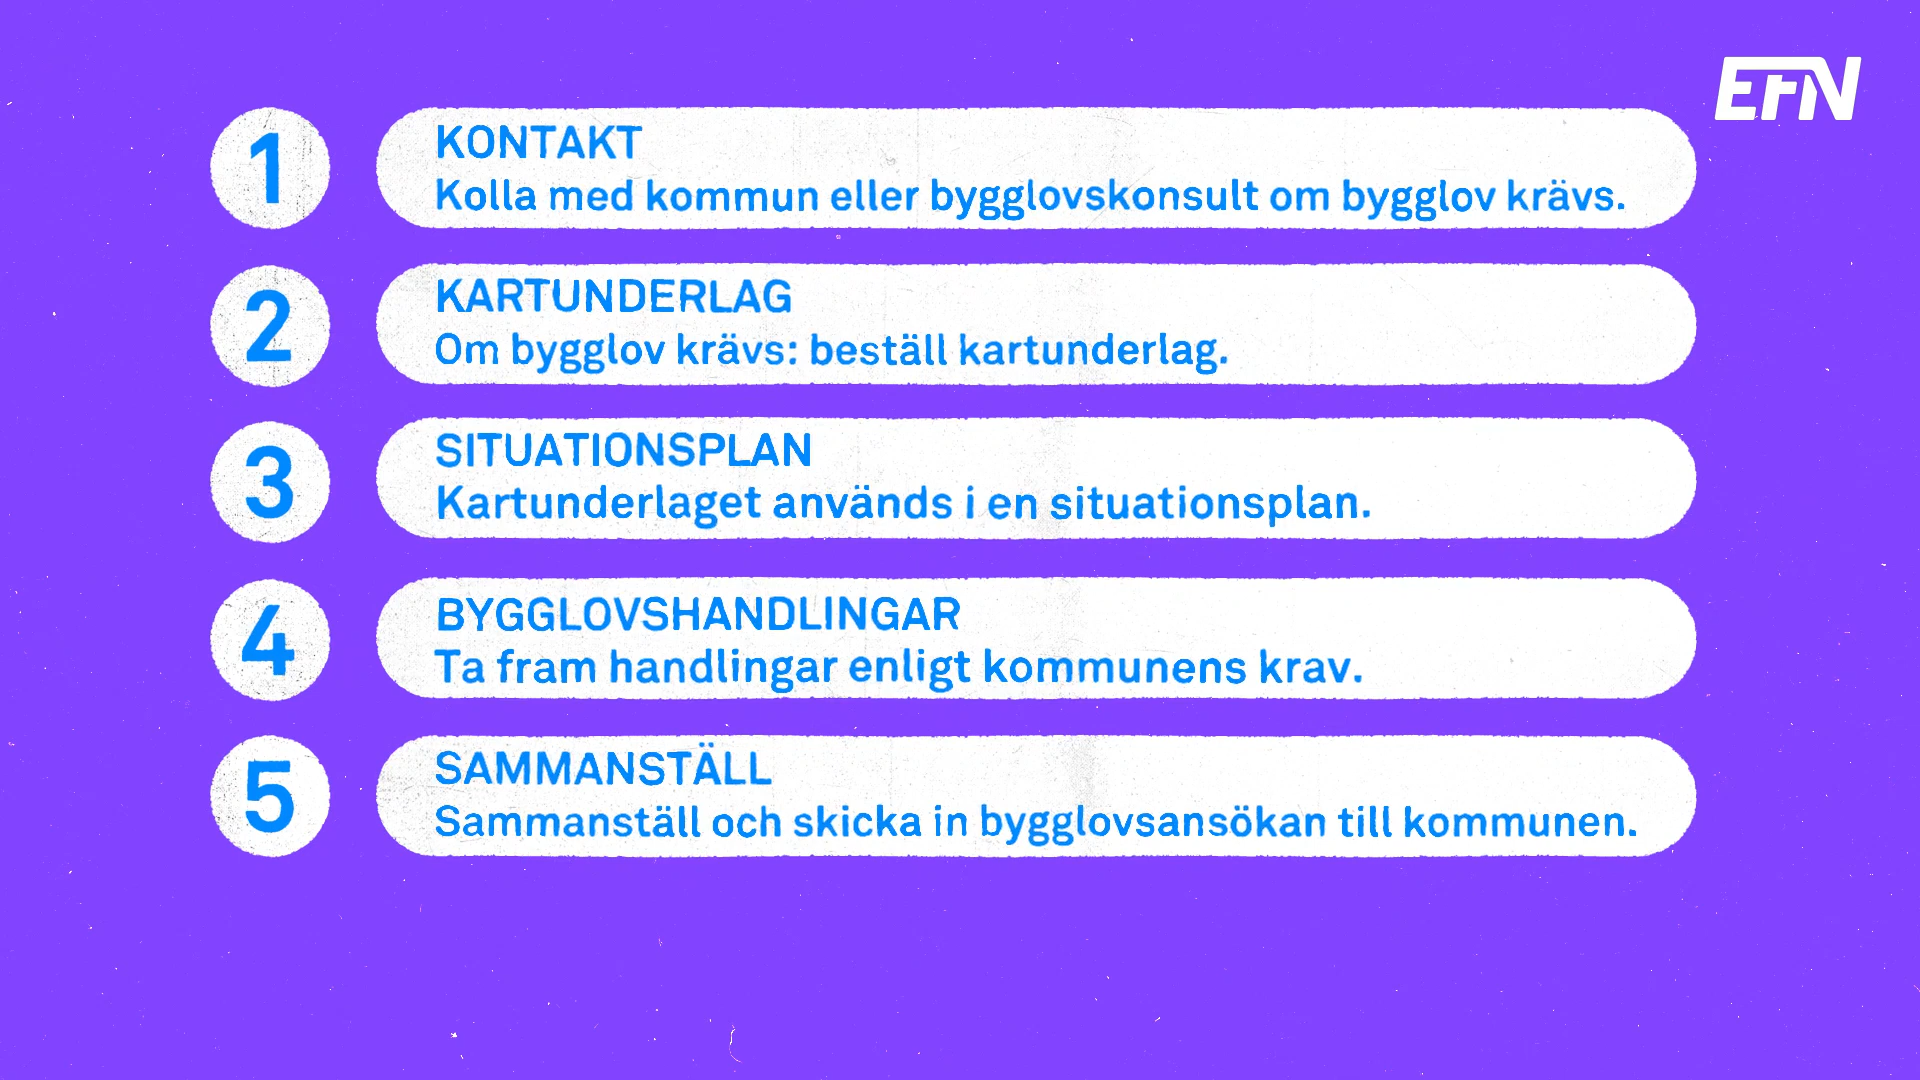 EFN
1
KONTAKT
Kolla med kommun eller bygglovskonsult om bygglov krävs.
2
KARTUNDERLAG
Om bygglov krävs: beställ kartunderlag.
3
SITUATIONSPLAN
Kartunderlaget används i en situationsplan.
4
BYGGLOVSHANDLINGAR
Ta fram handlingar enligt kommunens krav.
5
SAMMANSTÄLL
Sammanställ och skicka in bygglovsansökan till kommunen.